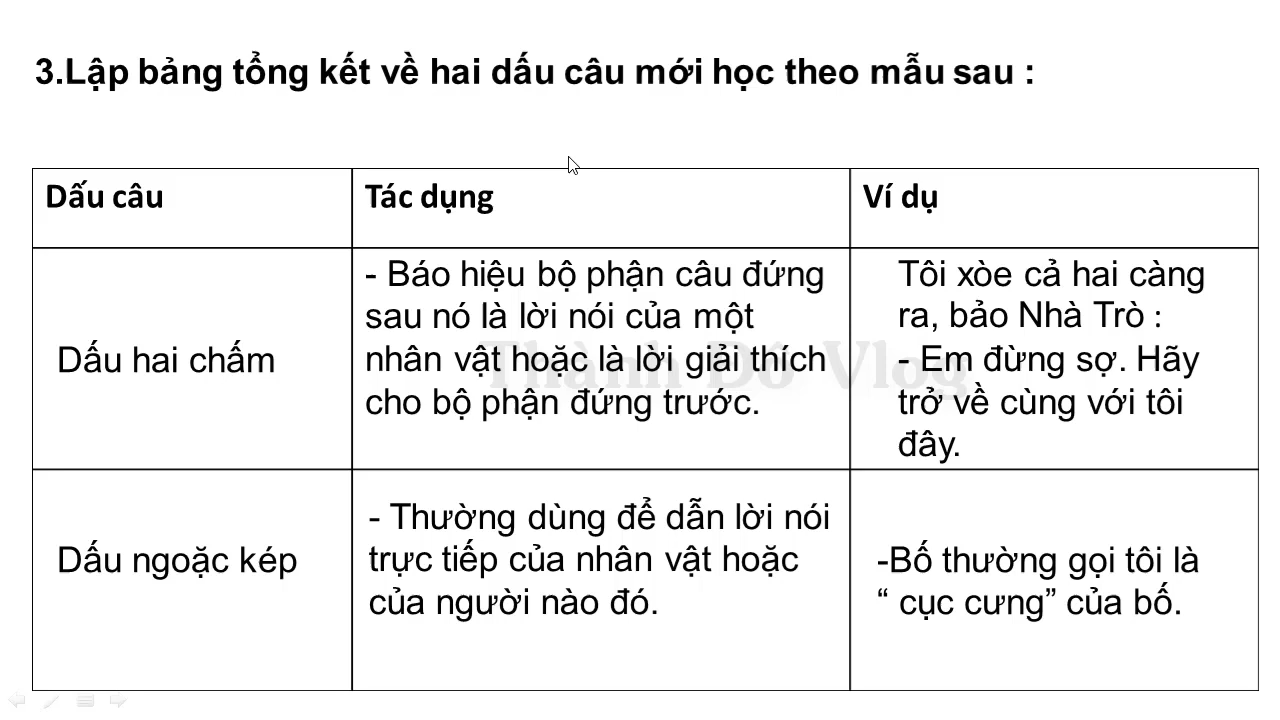 3.Lập bảng tổng kết về hai dấu câu mới học theo mẫu sau :
Dấu câu
Tác dụng
Ví dụ
Dấu hai chấm
- Báo hiệu bộ phận câu đứng
sau nó là lời nói của một
nhân vật hoặc là lời giải thích
cho bộ phận đứng trước.
Tôi xòe cả hai càng
ra, bảo Nhà Trò :
- Em đừng sợ. Hãy
trở về cùng với tôi
đây.
Dấu ngoặc kép
- Thường dùng để dẫn lời nói
trực tiếp của nhân vật hoặc
của người nào đó.
-Bố thường gọi tôi là
“ cục cưng” của bố.
Thành Đô Vlog